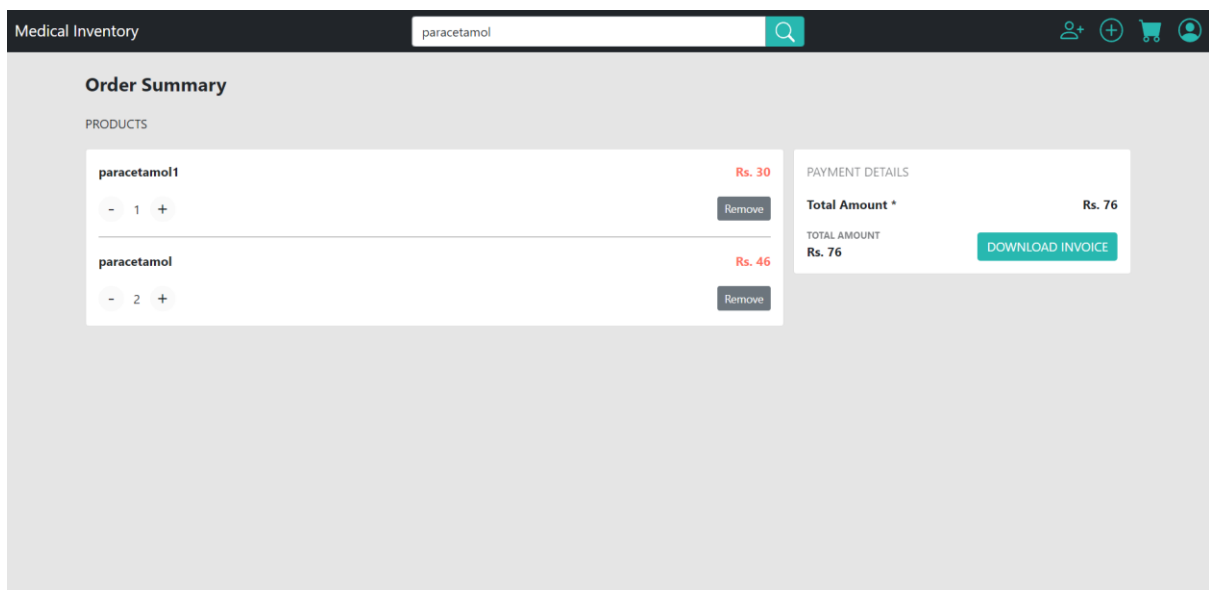 Medical Inventory
paracetamol
Order Summary
PRODUCTS
paracetamol1
Rs. 30
- 1 +
Remove
paracetamol
Rs. 46
- 2 +
Remove
PAYMENT DETAILS
Total Amount * Rs. 76
TOTAL AMOUNT
Rs. 76
DOWNLOAD INVOICE